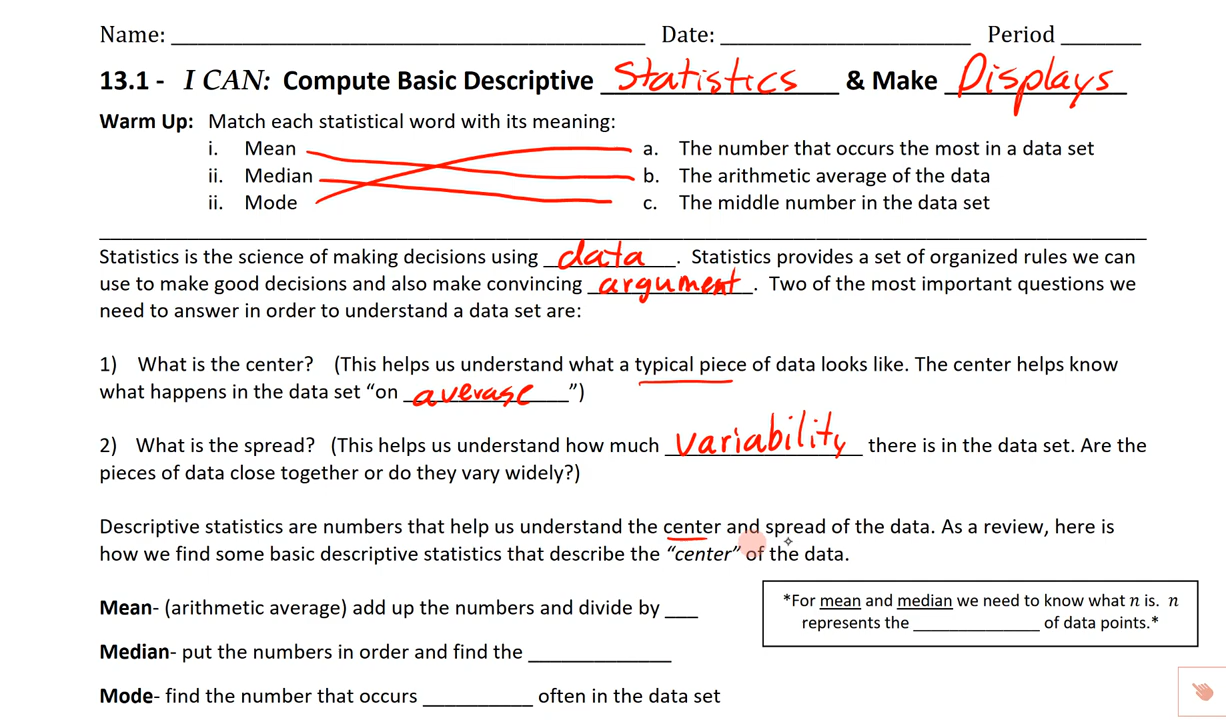 Name: ____ Date: ____ Period ____
13.1 - I CAN: Compute Basic Descriptive Statistics & Make Displays
Warm Up: Match each statistical word with its meaning:
i. Mean a. The number that occurs the most in a data set
ii. Median b. The arithmetic average of the data
ii. Mode c. The middle number in the data set
Statistics is the science of making decisions using data. Statistics provides a set of organized rules we can
use to make good decisions and also make convincing argument. Two of the most important questions we
need to answer in order to understand a data set are:
1) What is the center? (This helps us understand what a typical piece of data looks like. The center helps know
what happens in the data set “on average”)
2) What is the spread? (This helps us understand how much variability there is in the data set. Are the
pieces of data close together or do they vary widely?)
Descriptive statistics are numbers that help us understand the center and spread of the data. As a review, here is
how we find some basic descriptive statistics that describe the “center” of the data.
Mean- (arithmetic average) add up the numbers and divide by ___
Median- put the numbers in order and find the ____
Mode- find the number that occurs ____ often in the data set
*For mean and median we need to know what n is. n
represents the ____ of data points.*